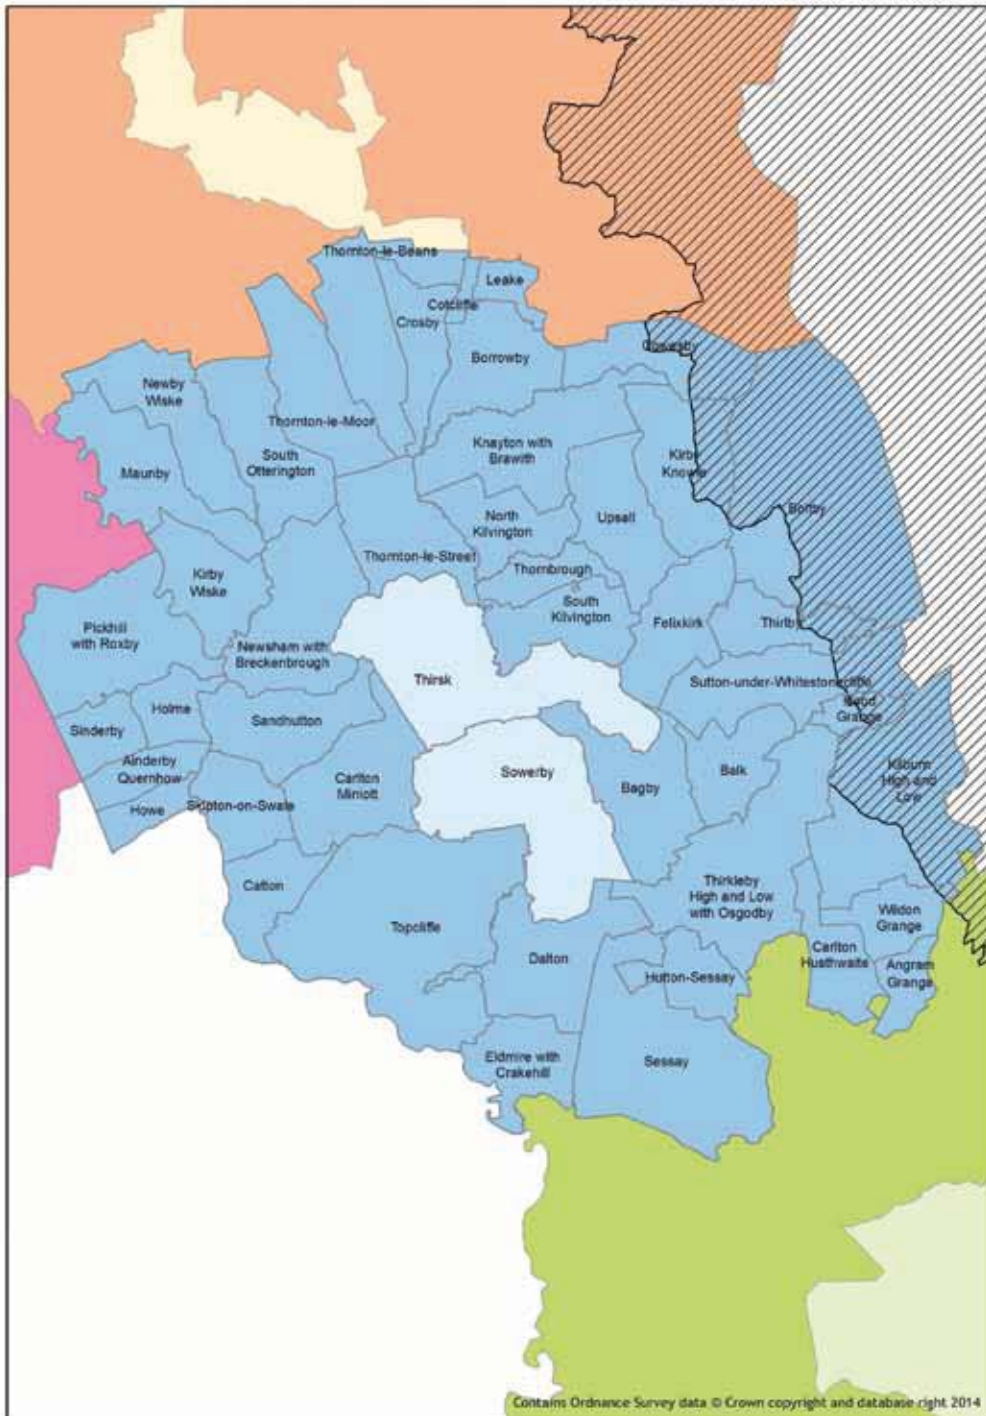 Thornton-le-Beans
Leake
Cotcliffe
Crosby
Borrowby
Cowesby
Newby
Wiske
Thornton-le-Moor
Knayton with
Brawith
Kirby
Knowle
South
Otterington
Maunby
Boltby
North
Kilvington
Upsall
Thornton-le-Street
Thornbrough
Kirby
Wiske
South
Kilvington
Felixkirk
Thirlby
Pickhill
with Roxby
Newsham with
Breckenbrough
Thirsk
Sutton-under-Whitestonecliffe
Grange
Holme
Sandhutton
Sinderby
Ainderby
Quernhow
Carlton
Miniott
Sowerby
Balk
Bagby
Kilburn
High and
Low
Howe
Skipton-on-Swale
Catton
Thirkleby
High and Low
with Osgodby
Wildon
Grange
Topcliffe
Dalton
Carlton
Husthwaite
Angram
Grange
Hutton-Sessay
Eldmire with
Crakehill
Sessay
Contains Ordnance Survey data © Crown copyright and database right 2014